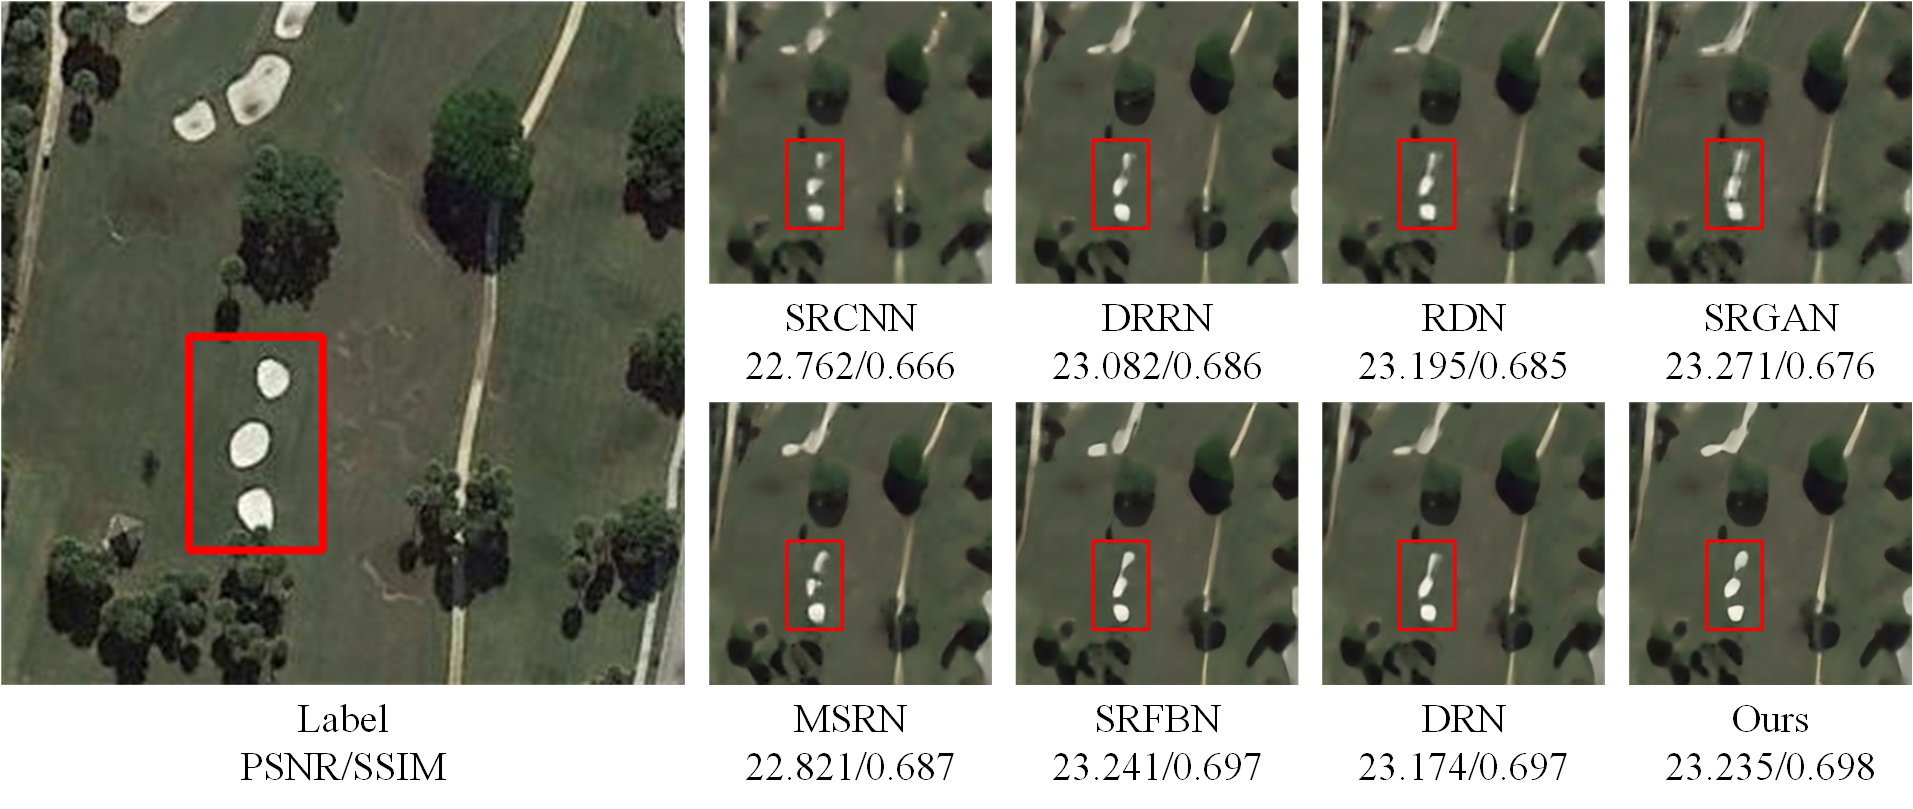 SRCNN
22.762/0.666
DRRN
23.082/0.686
RDN
23.195/0.685
SRGAN
23.271/0.676
Label
PSNR/SSIM
MSRN
22.821/0.687
SRFBN
23.241/0.697
DRN
23.174/0.697
Ours
23.235/0.698